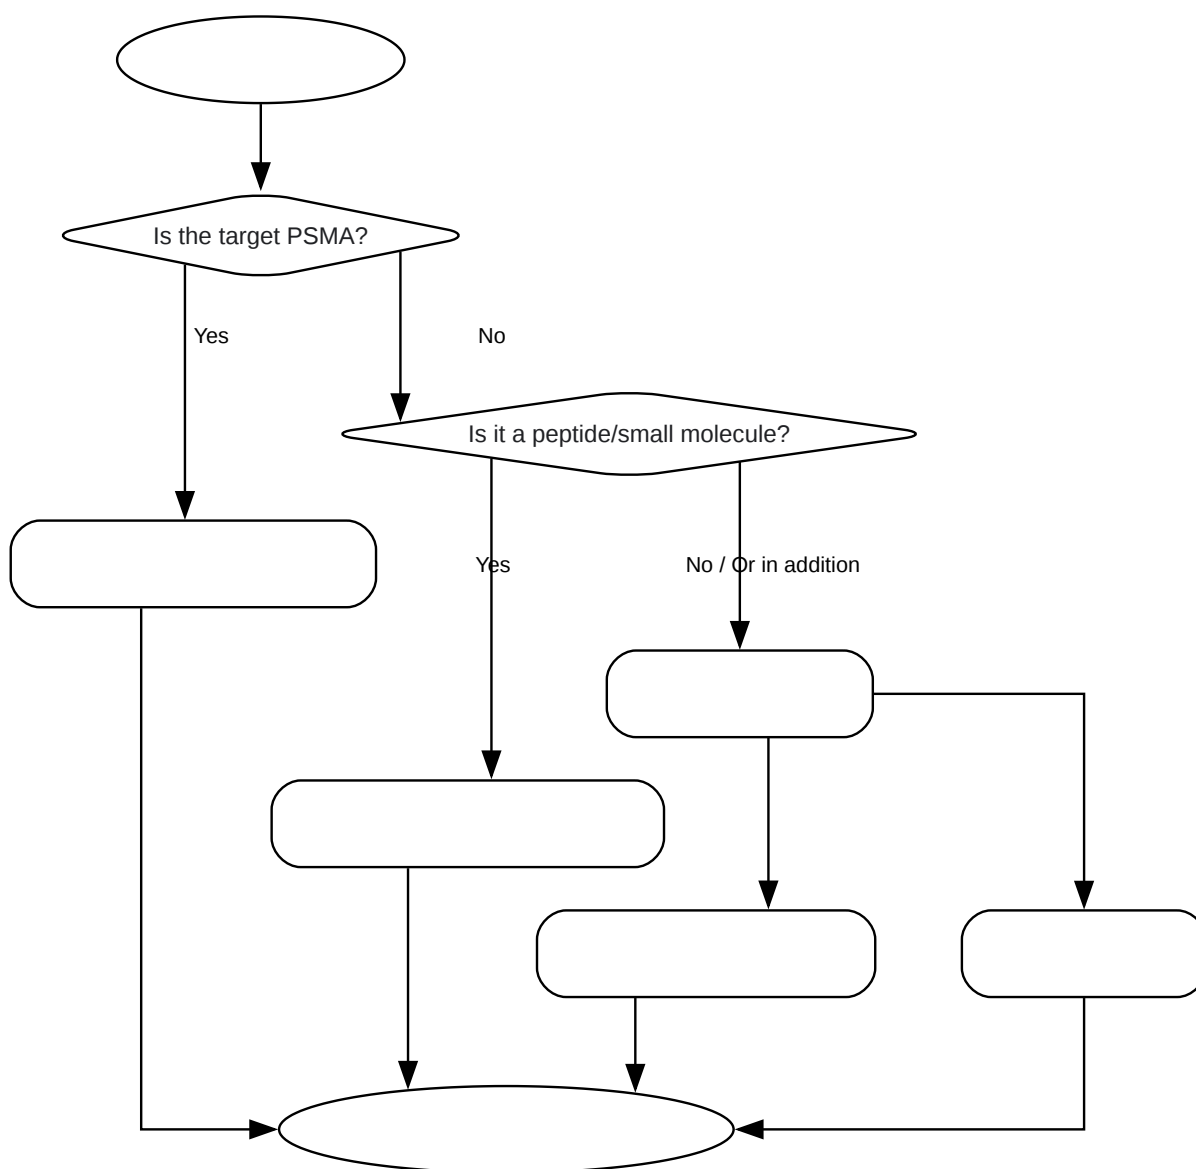 Is the target PSMA?
Yes
No
Is it a peptide/small molecule?
Yes
No / Or in addition